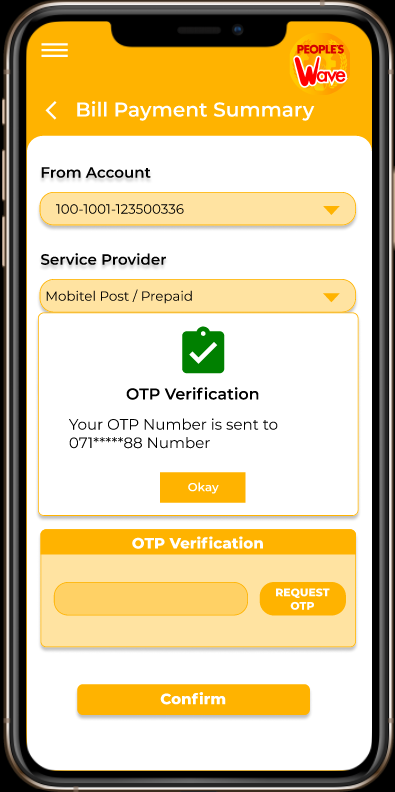 PEOPLE'S
Wave
Bill Payment Summary
From Account
100-1001-123500336
Service Provider
Mobitel Post / Prepaid
OTP Verification
Your OTP Number is sent to
071*****88 Number
Okay
OTP Verification
REQUEST
OTP
Confirm